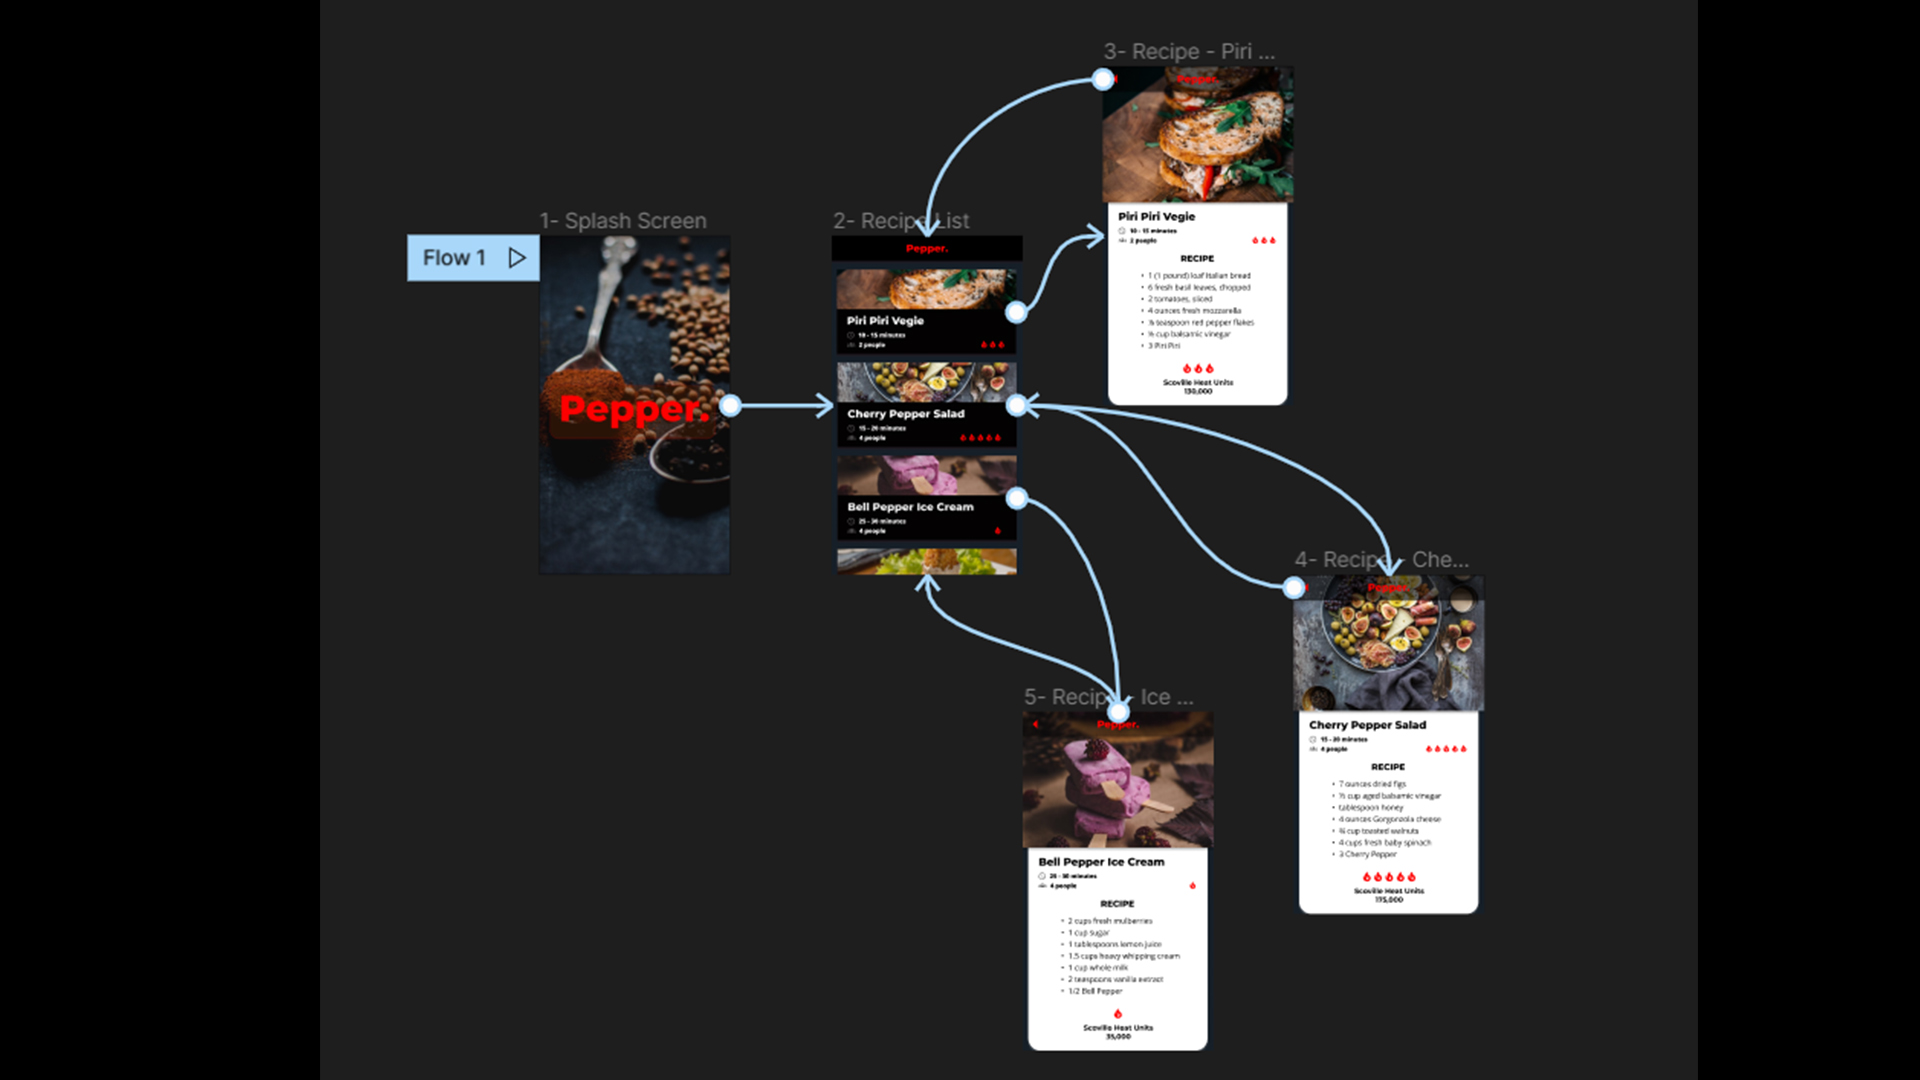 Flow 1
1- Splash Screen
Pepper.
2- Recipe List
Pepper.
Piri Piri Vegie
10 - 15 minutes
2 people
Cherry Pepper Salad
15 - 20 minutes
4 people
Bell Pepper Ice Cream
25 - 30 minutes
4 people
3- Recipe - Piri ...
Pepper.
Piri Piri Vegie
10 - 15 minutes
2 people
RECIPE
• 1 (1 pound) loaf Italian bread
• 6 fresh basil leaves, chopped
• 2 tomatoes, sliced
• 4 ounces fresh mozzarella
• ⅛ teaspoon red pepper flakes
• ½ cup balsamic vinegar
• 3 Piri Piri
Scoville Heat Units
130,000
4- Recipe - Che...
Pepper.
Cherry Pepper Salad
15 - 20 minutes
4 people
RECIPE
• 7 ounces dried figs
• ½ cup aged balsamic vinegar
• tablespoon honey
• 4 ounces Gorgonzola cheese
• ¾ cup toasted walnuts
• 4 cups fresh baby spinach
• 3 Cherry Pepper
Scoville Heat Units
175,000
5- Recipe - Ice ...
Pepper.
Bell Pepper Ice Cream
25 - 30 minutes
4 people
RECIPE
• 2 cups fresh mulberries
• 1 cup sugar
• 1 tablespoons lemon juice
• 1.5 cups heavy whipping cream
• 1 cup whole milk
• 2 teaspoons vanilla extract
• 1/2 Bell Pepper
Scoville Heat Units
35,000